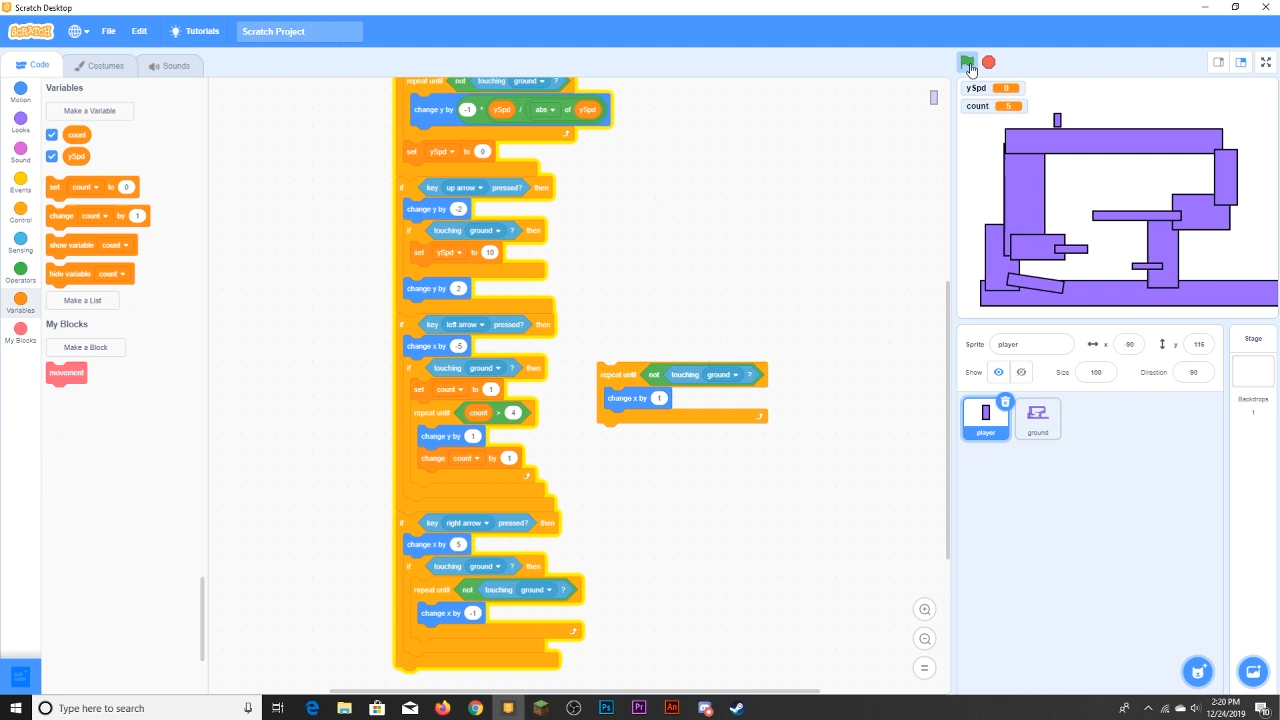 Scratch Desktop
SCRATCH File Edit Tutorials Scratch Project
Code Costumes Sounds
Motion
Looks
Sound
Events
Control
Sensing
Operators
Variables
My Blocks
Variables
Make a Variable
count
ySpd
set count to 0
change count by 1
show variable count
hide variable count
Make a List
My Blocks
Make a Block
movement
repeat until not touching ground ?
change y by -1 * ySpd / abs of ySpd
set ySpd to 0
if key up arrow pressed? then
change y by -2
if touching ground ? then
set ySpd to 10
change y by 2
if key left arrow pressed? then
change x by -5
if touching ground ? then
set count to 1
repeat until count > 4
change y by 1
change count by 1
if key right arrow pressed? then
change x by 5
if touching ground ? then
repeat until not touching ground ?
change x by -1
repeat until not touching ground ?
change x by 1
ySpd 0
count 5
Sprite player x -90 y 116
Show Size 100 Direction 90
player
ground
Stage
Backdrops
1
Type here to search
Ps
Pr
An
2:20 PM
12/24/2019
10